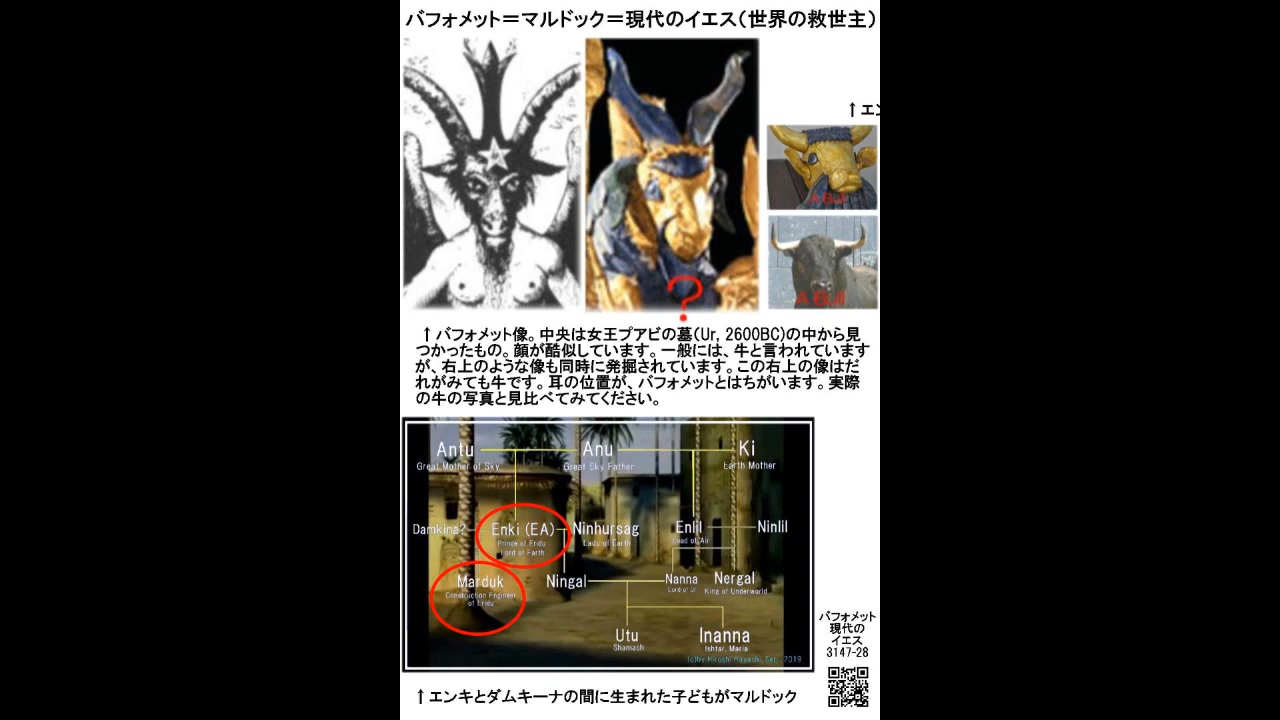 バフォメット＝マルドック＝現代のイエス（世界の救世主）
↑エン
A Bull
A Bull
?
↑バフォメット像。中央は女王プアビの墓(Ur, 2600BC)の中から見
つかったもの。顔が酷似しています。一般には、牛と言われています
が、右上のような像も同時に発掘されています。この右上の像はだ
れがみても牛です。耳の位置が、バフォメットとはちがいます。実際
の牛の写真と見比べてみてください。
Antu Anu Ki
Great Mother of Sky Great Sky Father Earth Mother
Damkina? Enki (EA) Ninhursag Enlil Ninlil
Prince of Eridu Lady of Earth Load of Air
Lord of Earth
Marduk Ningal Nanna Nergal
Construction Engineer Lord of Ur King of Underworld
of Eridu
Utu Inanna
Shamash Ishtar, Maria
(c)by Hiroshi Hayashi, Sep. 2019
バフォメット
現代の
イエス
3147-28
↑エンキとダムキーナの間に生まれた子どもがマルドック